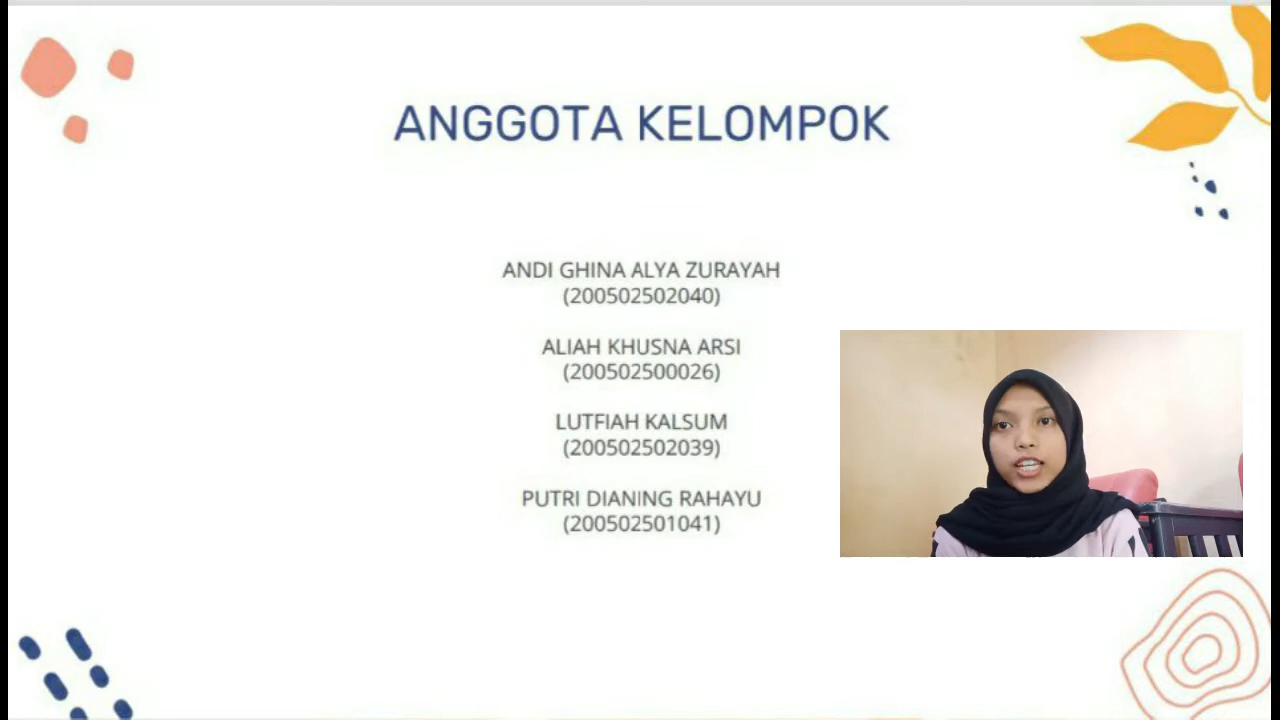 ANGGOTA KELOMPOK
ANDI GHINA ALYA ZURAYAH
(200502502040)
ALIAH KHUSNA ARSI
(200502500026)
LUTFIAH KALSUM
(200502502039)
PUTRI DIANING RAHAYU
(200502501041)